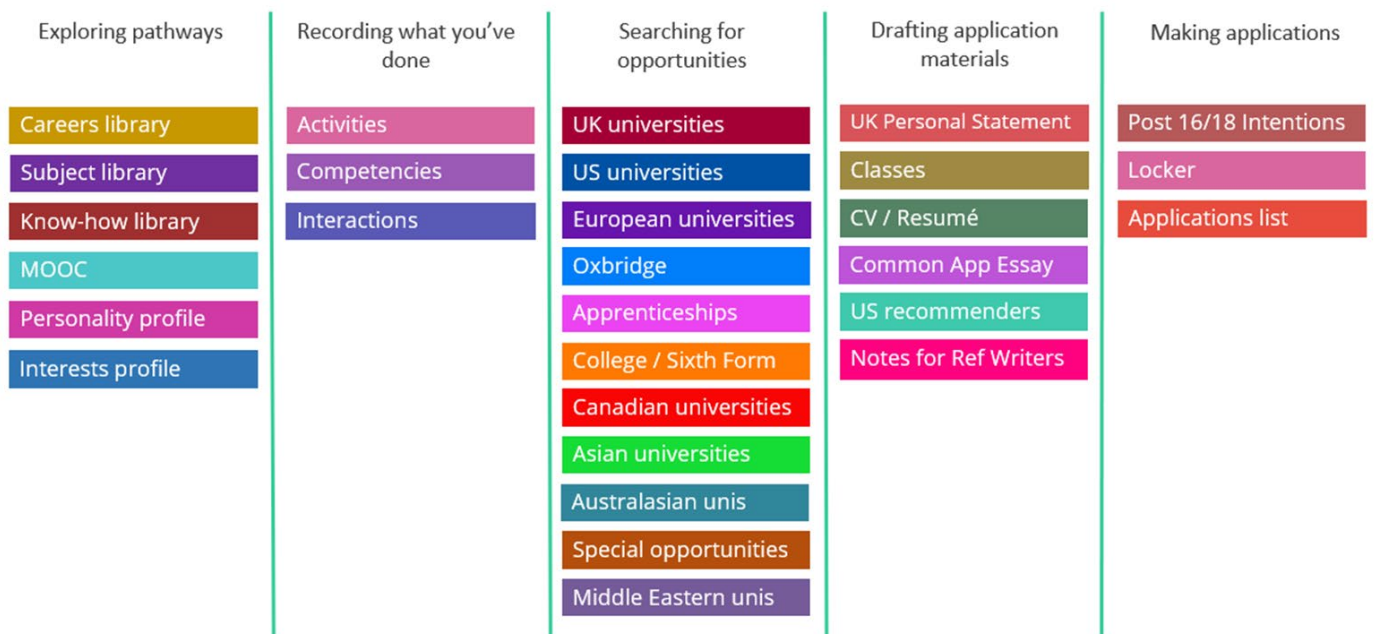 Exploring pathways
Careers library
Subject library
Know-how library
MOOC
Personality profile
Interests profile
Recording what you’ve
done
Activities
Competencies
Interactions
Searching for
opportunities
UK universities
US universities
European universities
Oxbridge
Apprenticeships
College / Sixth Form
Canadian universities
Asian universities
Australasian unis
Special opportunities
Middle Eastern unis
Drafting application
materials
UK Personal Statement
Classes
CV / Resumé
Common App Essay
US recommenders
Notes for Ref Writers
Making applications
Post 16/18 Intentions
Locker
Applications list